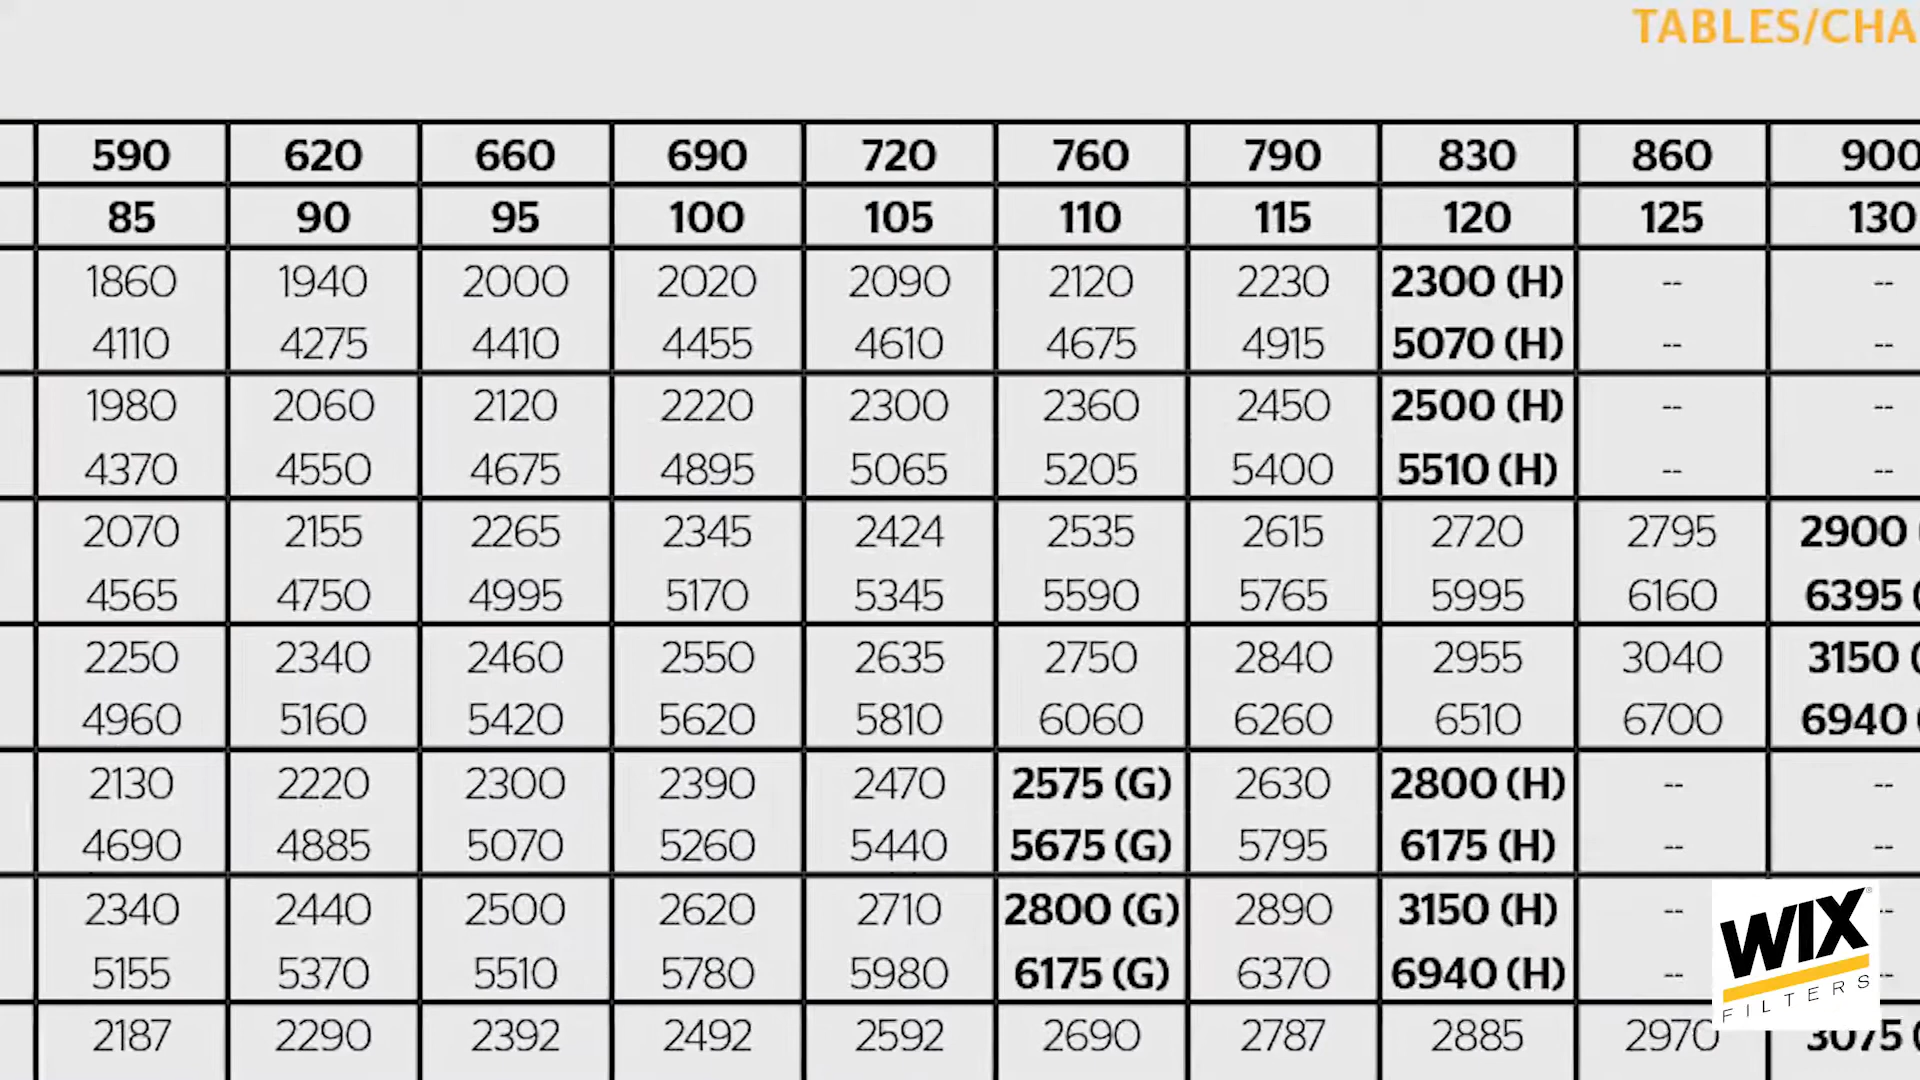 TABLES/CHA
590 620 660 690 720 760 790 830 860 900
85 90 95 100 105 110 115 120 125 130
1860 1940 2000 2020 2090 2120 2230 2300 (H) -- --
4110 4275 4410 4455 4610 4675 4915 5070 (H) -- --
1980 2060 2120 2220 2300 2360 2450 2500 (H) -- --
4370 4550 4675 4895 5065 5205 5400 5510 (H) -- --
2070 2155 2265 2345 2424 2535 2615 2720 2795 2900 (
4565 4750 4995 5170 5345 5590 5765 5995 6160 6395 (
2250 2340 2460 2550 2635 2750 2840 2955 3040 3150 (
4960 5160 5420 5620 5810 6060 6260 6510 6700 6940 (
2130 2220 2300 2390 2470 2575 (G) 2630 2800 (H) -- --
4690 4885 5070 5260 5440 5675 (G) 5795 6175 (H) -- --
2340 2440 2500 2620 2710 2800 (G) 2890 3150 (H) -- --
5155 5370 5510 5780 5980 6175 (G) 6370 6940 (H) -- --
2187 2290 2392 2492 2592 2690 2787 2885 2970 3075 (
WIX®
FILTERS